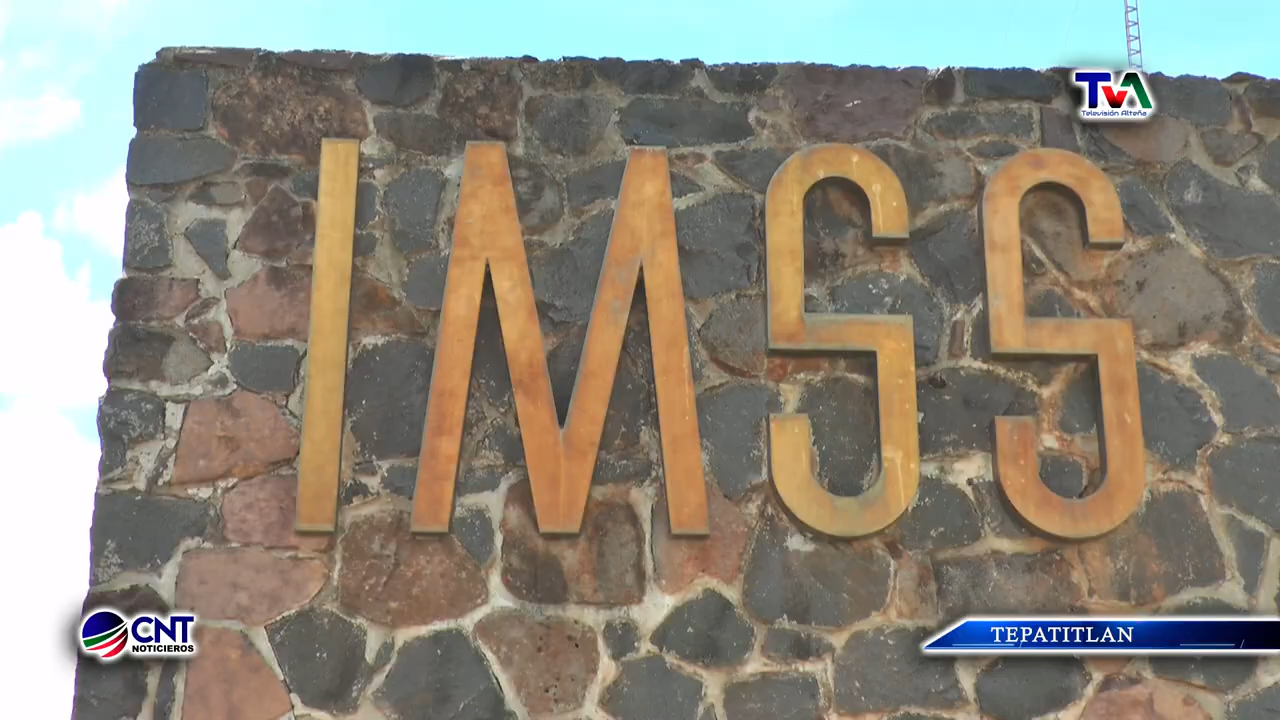 TVA
Televisión Alteña
IMSS
CNT
NOTICIEROS
TEPATITLAN